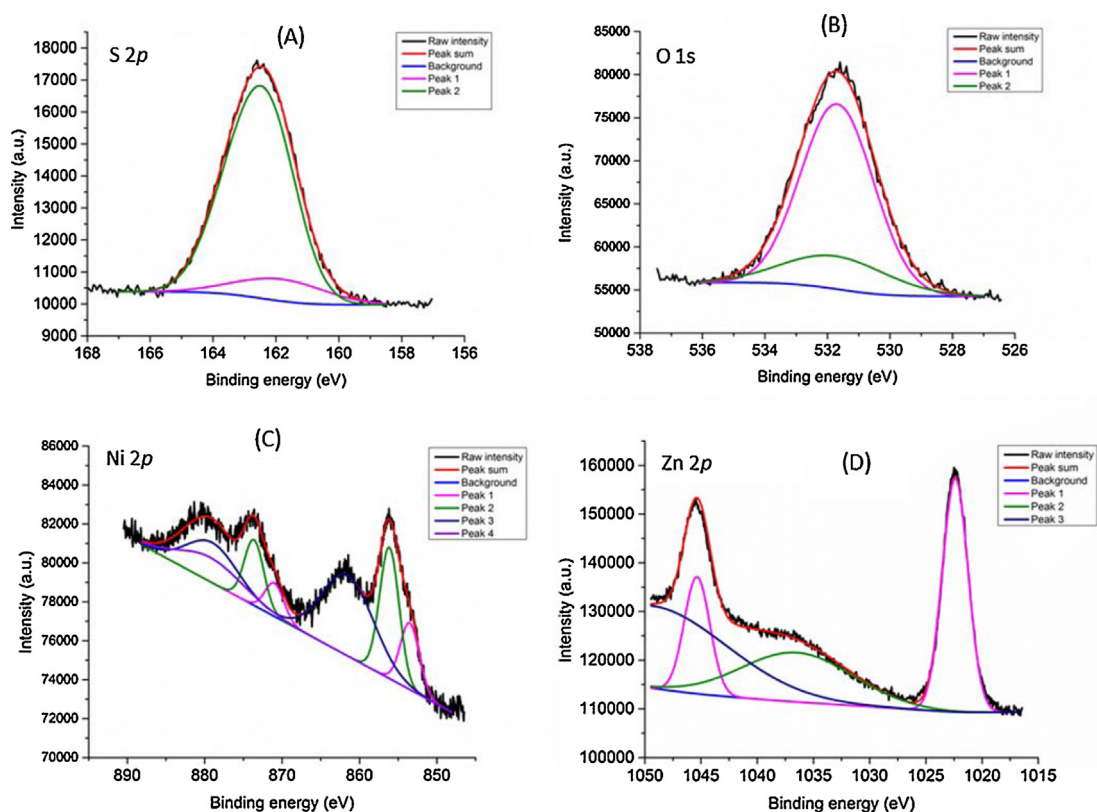 (A)
S 2p
Raw intensity
Peak sum
Background
Peak 1
Peak 2
18000
17000
16000
15000
14000
13000
12000
11000
10000
9000
Intensity (a.u.)
168 166 164 162 160 158 156
Binding energy (eV)
(B)
O 1s
Raw intensity
Peak sum
Background
Peak 1
Peak 2
85000
80000
75000
70000
65000
60000
55000
50000
Intensity (a.u.)
538 536 534 532 530 528 526
Binding energy (eV)
(C)
Ni 2p
Raw intensity
Peak sum
Background
Peak 1
Peak 2
Peak 3
Peak 4
86000
84000
82000
80000
78000
76000
74000
72000
70000
Intensity (a.u.)
890 880 870 860 850
Binding energy (eV)
Zn 2p
(D)
Raw intensity
Peak sum
Background
Peak 1
Peak 2
Peak 3
160000
150000
140000
130000
120000
110000
100000
Intensity (a.u.)
1050 1045 1040 1035 1030 1025 1020 1015
Binding energy (eV)